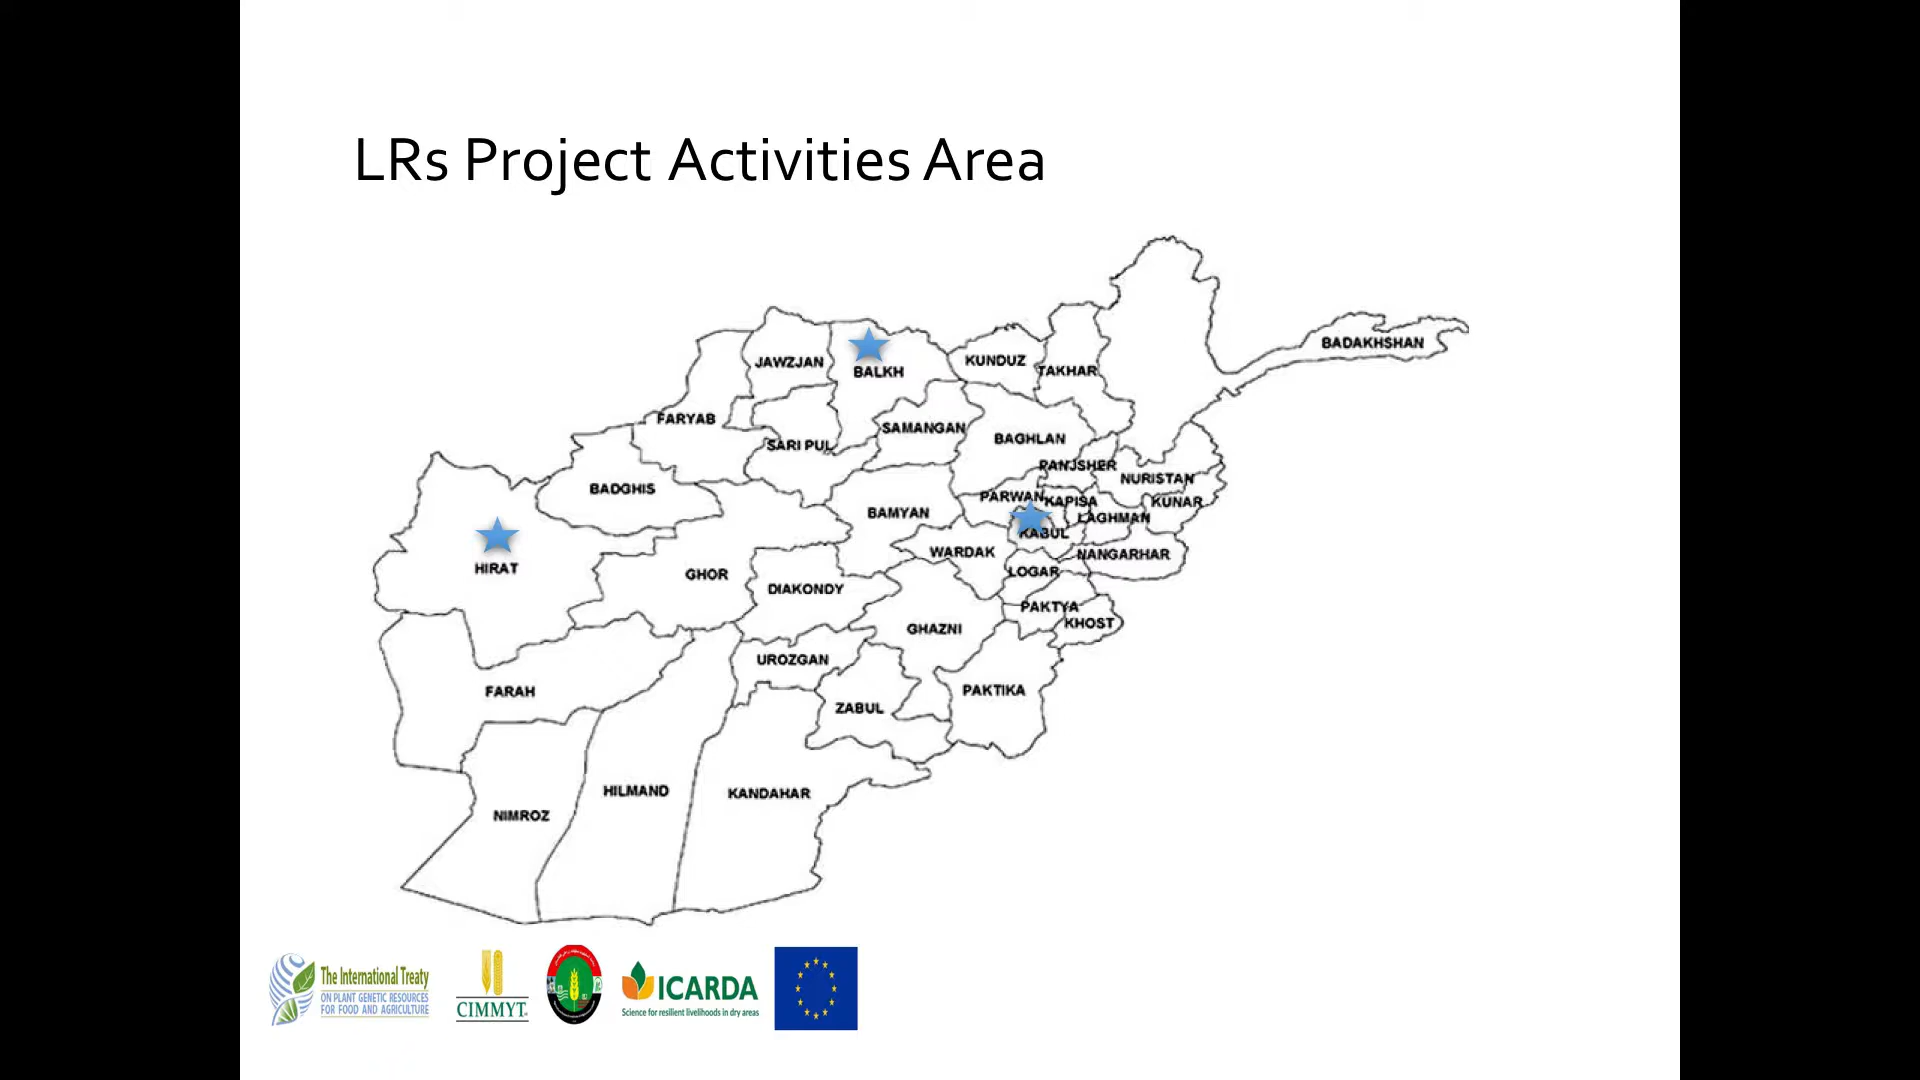 LRs Project Activities Area
BADAKHSHAN
JAWZJAN
BALKH
KUNDUZ
TAKHAR
FARYAB
SARI PUL
SAMANGAN
BAGHLAN
PANJSHER
NURISTAN
BADGHIS
BAMYAN
PARWAN
KAPISA
KUNAR
LAGHMAN
KABUL
WARDAK
NANGARHAR
HIRAT
GHOR
DIAKONDY
LOGAR
PAKTYA
KHOST
GHAZNI
UROZGAN
FARAH
ZABUL
PAKTIKA
HILMAND
KANDAHAR
NIMROZ
The International Treaty
ON PLANT GENETIC RESOURCES
FOR FOOD AND AGRICULTURE
CIMMYT
ICARDA
Science for resilient livelihoods in dry areas